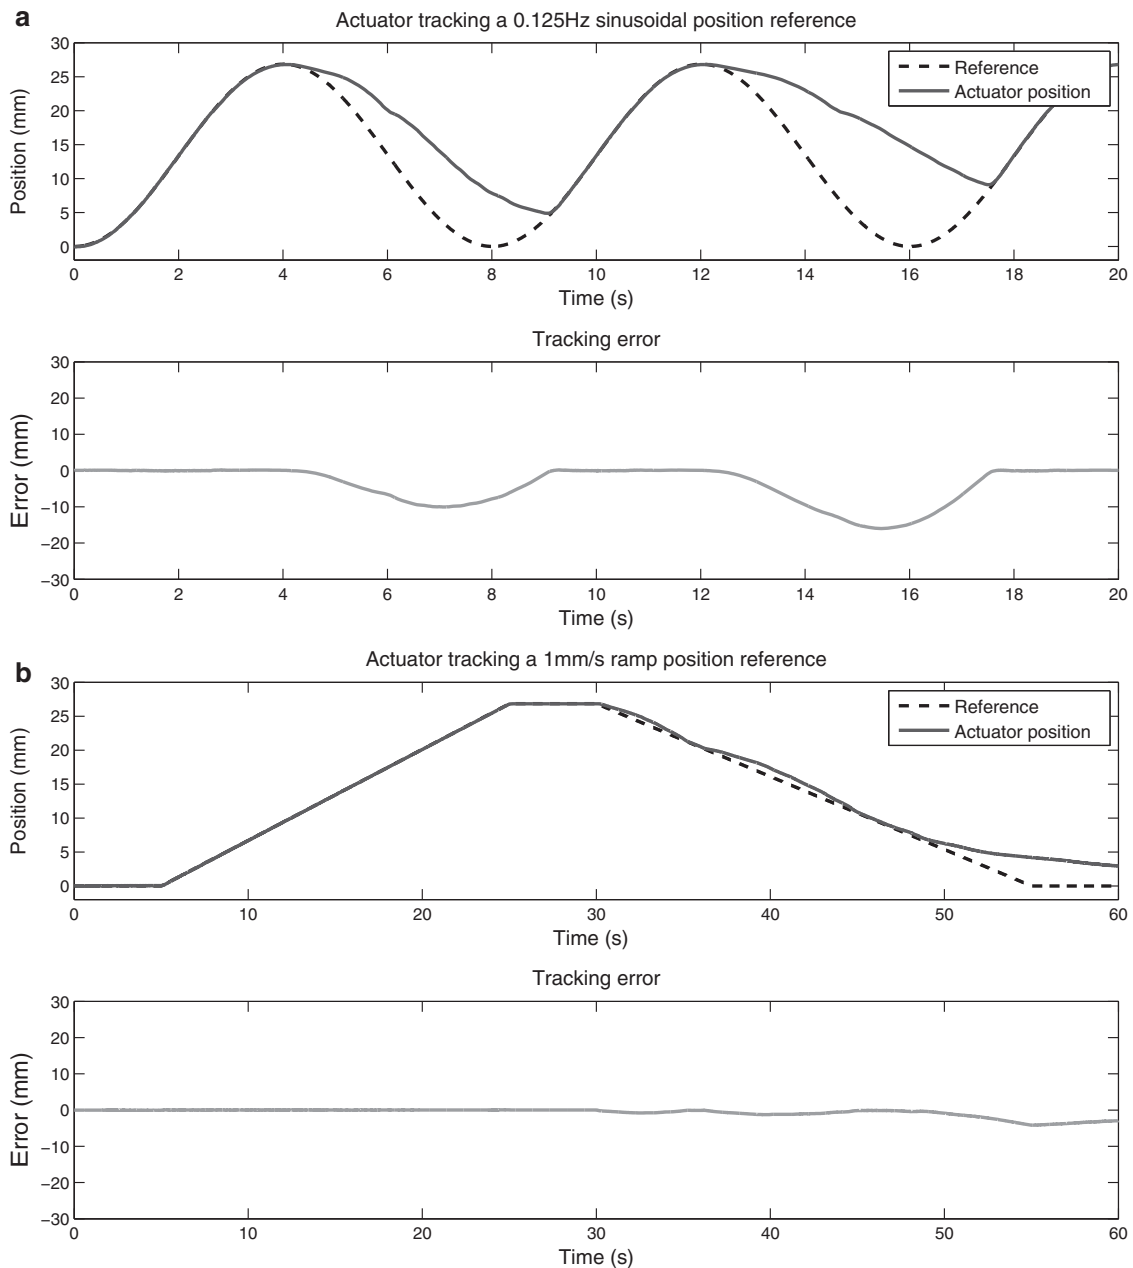 a
Actuator tracking a 0.125Hz sinusoidal position reference
30
25
20
15
10
5
0
Position (mm)
Reference
Actuator position
0 2 4 6 8 10 12 14 16 18 20
Time (s)
Tracking error
30
20
10
0
−10
−20
−30
Error (mm)
0 2 4 6 8 10 12 14 16 18 20
Time (s)
b
Actuator tracking a 1mm/s ramp position reference
30
25
20
15
10
5
0
Position (mm)
Reference
Actuator position
0 10 20 30 40 50 60
Time (s)
Tracking error
30
20
10
0
−10
−20
−30
Error (mm)
0 10 20 30 40 50 60
Time (s)